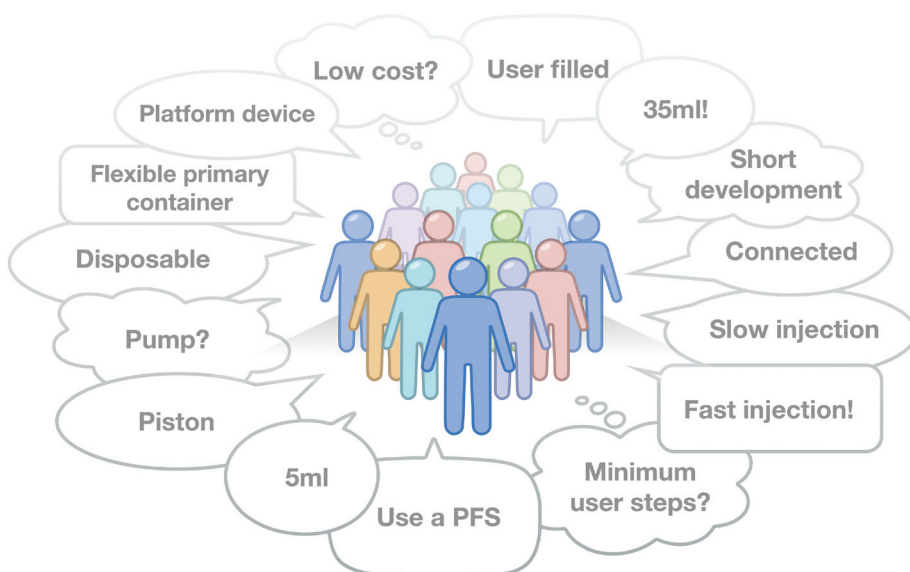 Low cost?
User filled
Platform device
35ml!
Flexible primary
container
Short
development
Disposable
Connected
Pump?
Slow injection
Piston
Fast injection!
5ml
Use a PFS
Minimum
user steps?